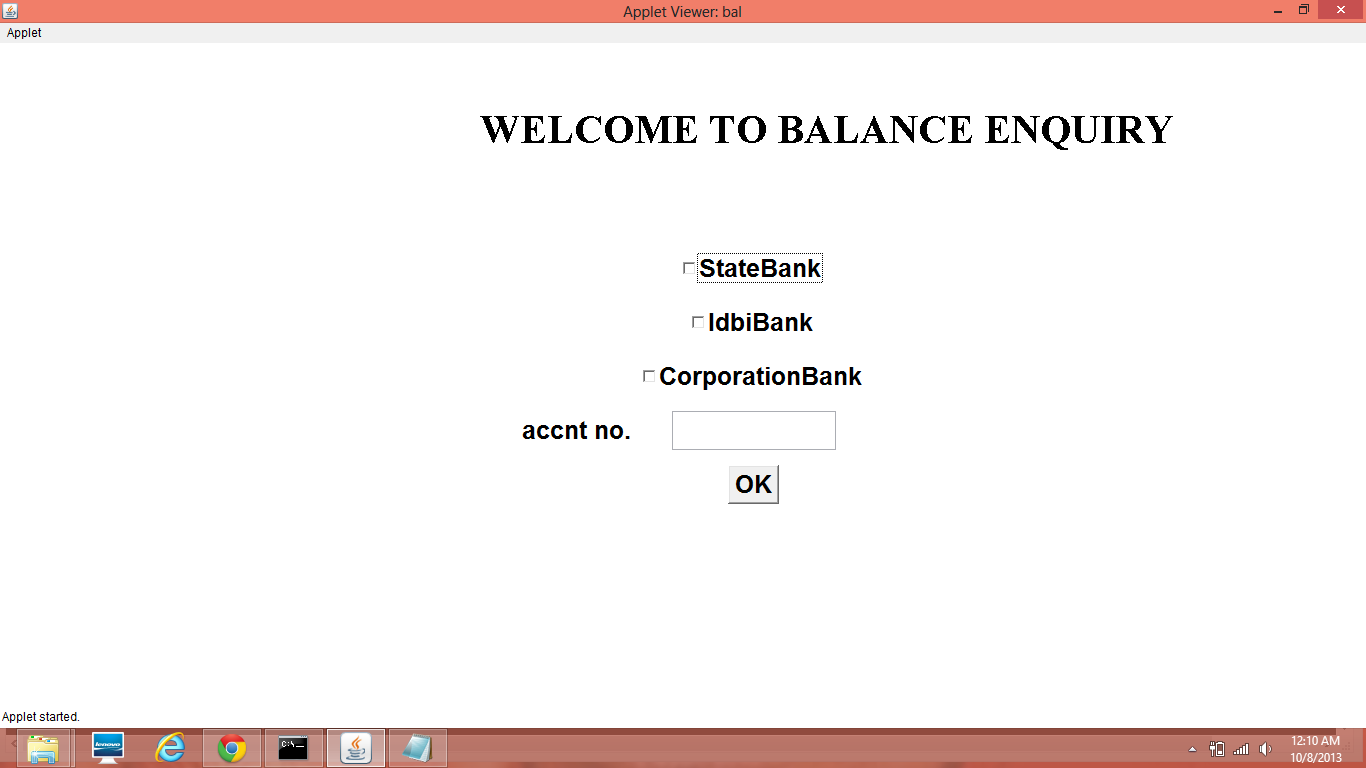 Applet Viewer: bal
Applet
WELCOME TO BALANCE ENQUIRY
StateBank
IdbiBank
CorporationBank
accnt no.
OK
Applet started.
lenovo
C:\._
12:10 AM
10/8/2013